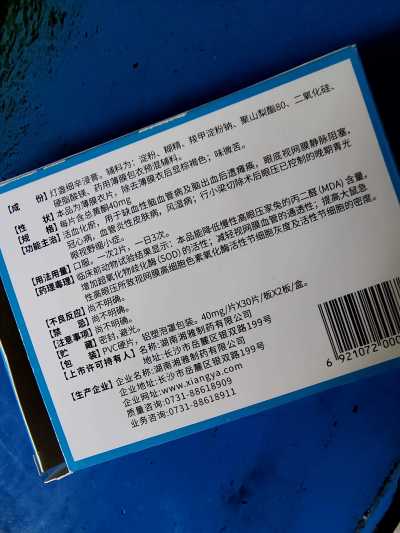 【成　　份】灯盏细辛浸膏。辅料为：淀粉、糊精、羧甲淀粉钠、聚山梨酯80、二氧化硅、
硬脂酸镁、药用薄膜包衣预混辅料。
【性　　状】本品为薄膜衣片，除去薄膜衣后显棕褐色；味微苦。
【规　　格】每片含总黄酮40mg
【功能主治】活血化瘀，用于缺血性脑血管病及脑出血后遗瘫痪，眼底视网膜静脉阻塞，
冠心病，血管炎性皮肤病，风湿病；行小梁切除术后眼压已控制的晚期青光
眼视野缩小症。
【用法用量】口服。一次2片，一日3次。
【药理毒理】临床前动物试验结果显示：本品能降低慢性高眼压家兔的丙二醛(MDA)含量，
增加超氧化物歧化酶(SOD)的活性；减轻视网膜血管的通透性；提高大鼠急
性高眼压所致视网膜高细胞色素氧化酶活性节细胞灰度及活性节细胞的密度。
【不良反应】尚不明确。
【禁　　忌】尚不明确。
【注意事项】尚不明确。
【贮　　藏】密封,避光。
【包　　装】PVC硬片，铝塑泡罩包装。40mg/片X30片/板X2板/盒。
【上市许可持有人】名称:湖南湘雅制药有限公司
地址:长沙市岳麓区银双路199号
【生产企业】企业名称:湖南湘雅制药有限公司
企业地址:长沙市岳麓区银双路199号
企业网址:www.xiangya.com
质量咨询:0731-88618909
业务咨询:0731-88618911
6 921072 000